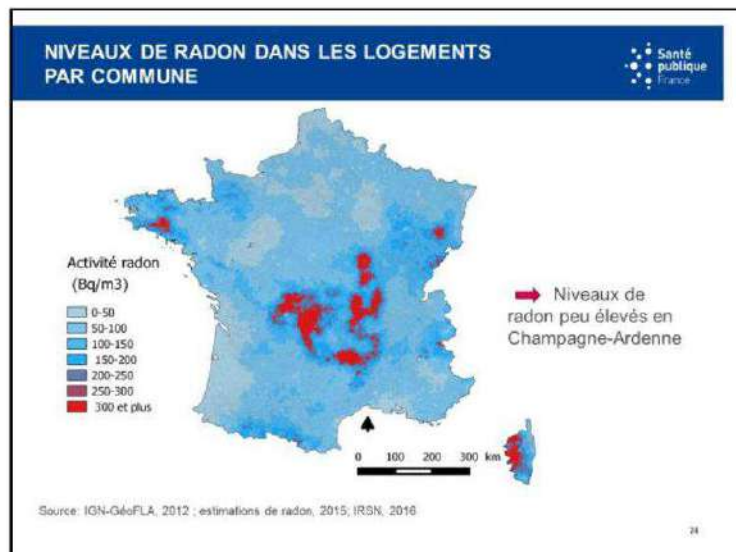 NIVEAUX DE RADON DANS LES LOGEMENTS
PAR COMMUNE
Santé
publique
France
Activité radon
(Bq/m3)
0-50
50-100
100-150
150-200
200-250
250-300
300 et plus
Niveaux de
radon peu élevés en
Champagne-Ardenne
0 100 200 300 km
Source: IGN-GéoFLA, 2012 ; estimations de radon, 2015; IRSN, 2016
24